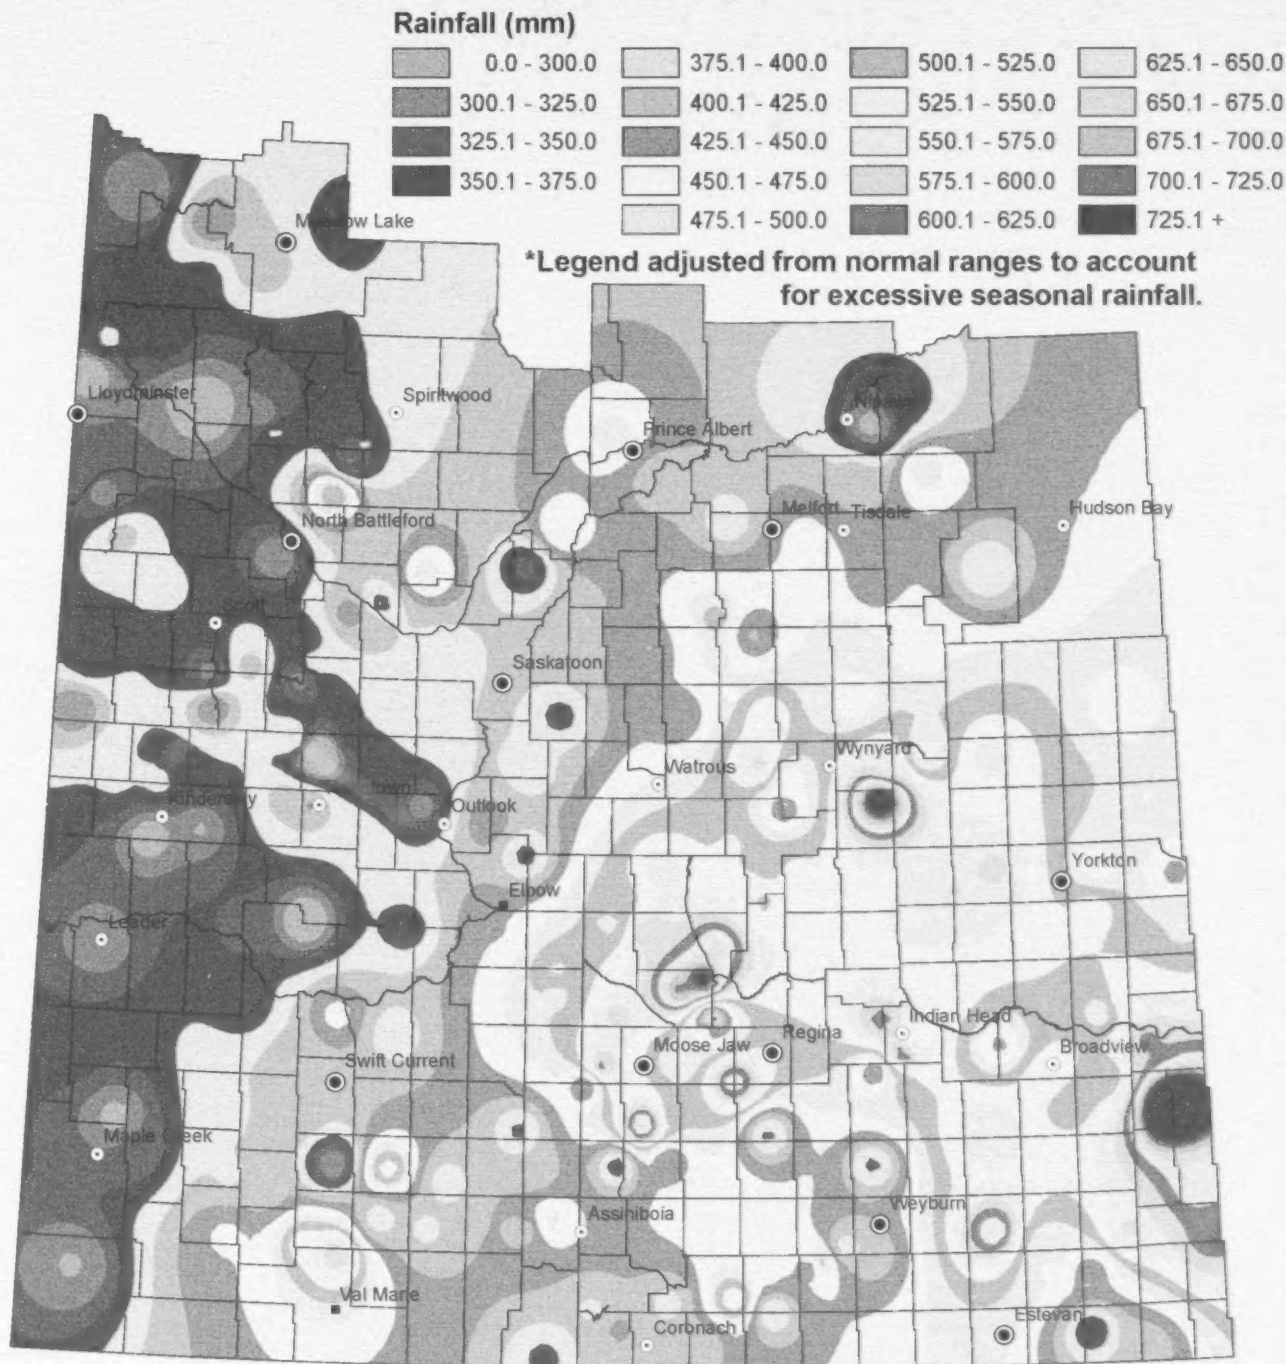 Rainfall (mm)
0.0 - 300.0
300.1 - 325.0
325.1 - 350.0
350.1 - 375.0
375.1 - 400.0
400.1 - 425.0
425.1 - 450.0
450.1 - 475.0
475.1 - 500.0
500.1 - 525.0
525.1 - 550.0
550.1 - 575.0
575.1 - 600.0
600.1 - 625.0
625.1 - 650.0
650.1 - 675.0
675.1 - 700.0
700.1 - 725.0
725.1 +
*Legend adjusted from normal ranges to account
for excessive seasonal rainfall.
Meadow Lake
Lloydminster
Spiritwood
Nipawin
Prince Albert
North Battleford
Melfort
Tisdale
Hudson Bay
Scott
Saskatoon
Watrous
Wynyard
Kindersley
Outlook
Elbow
Yorkton
Leader
Indian Head
Regina
Moose Jaw
Broadview
Swift Current
Maple Creek
Assiniboia
Weyburn
Val Marie
Coronach
Estevan